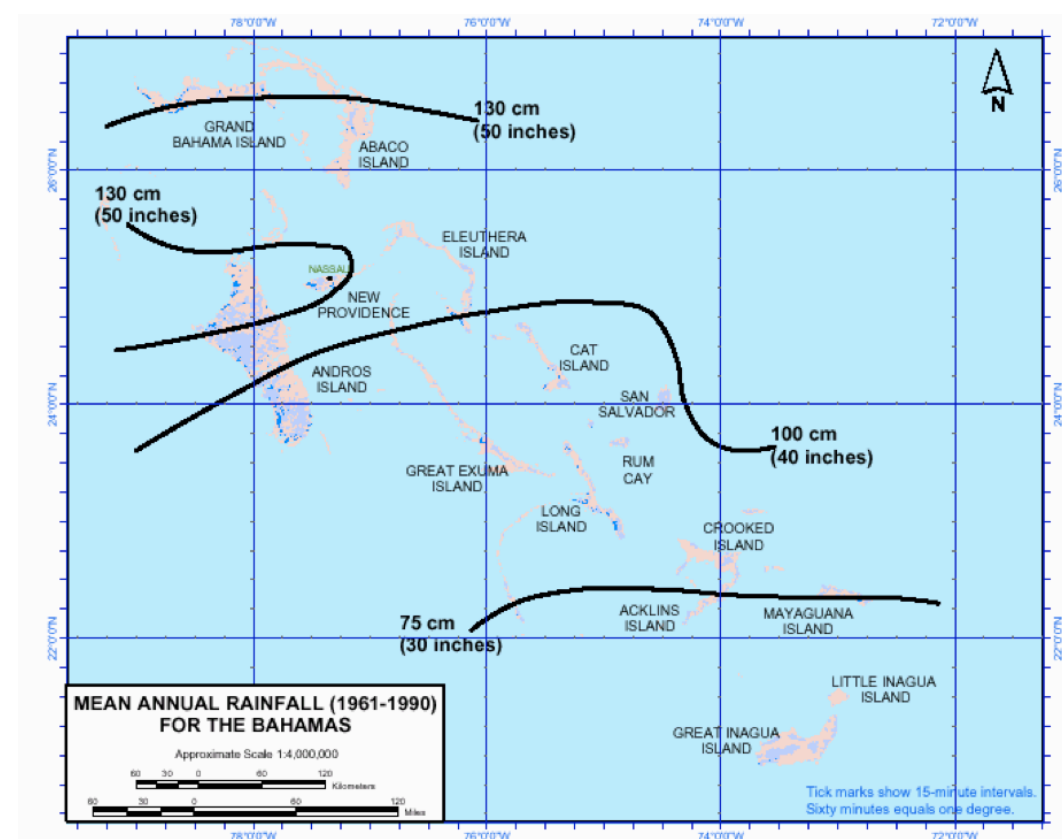 78°0'0"W
76°0'0"W
74°0'0"W
72°0'0"W
N
130 cm
(50 inches)
GRAND
BAHAMA ISLAND
ABACO
ISLAND
26°0'0"N
26°0'0"N
130 cm
(50 inches)
ELEUTHERA
ISLAND
NASSAU
NEW
PROVIDENCE
CAT
ISLAND
ANDROS
ISLAND
SAN
SALVADOR
24°0'0"N
24°0'0"N
100 cm
(40 inches)
RUM
CAY
GREAT EXUMA
ISLAND
LONG
ISLAND
CROOKED
ISLAND
75 cm
(30 inches)
ACKLINS
ISLAND
MAYAGUANA
ISLAND
22°0'0"N
22°0'0"N
LITTLE INAGUA
ISLAND
GREAT INAGUA
ISLAND
MEAN ANNUAL RAINFALL (1961-1990)
FOR THE BAHAMAS
Approximate Scale 1:4,000,000
60 30 0 60 120
Kilometers
60 30 0 60 120
Miles
Tick marks show 15-minute intervals.
Sixty minutes equals one degree.
78°0'0"W
76°0'0"W
74°0'0"W
72°0'0"W